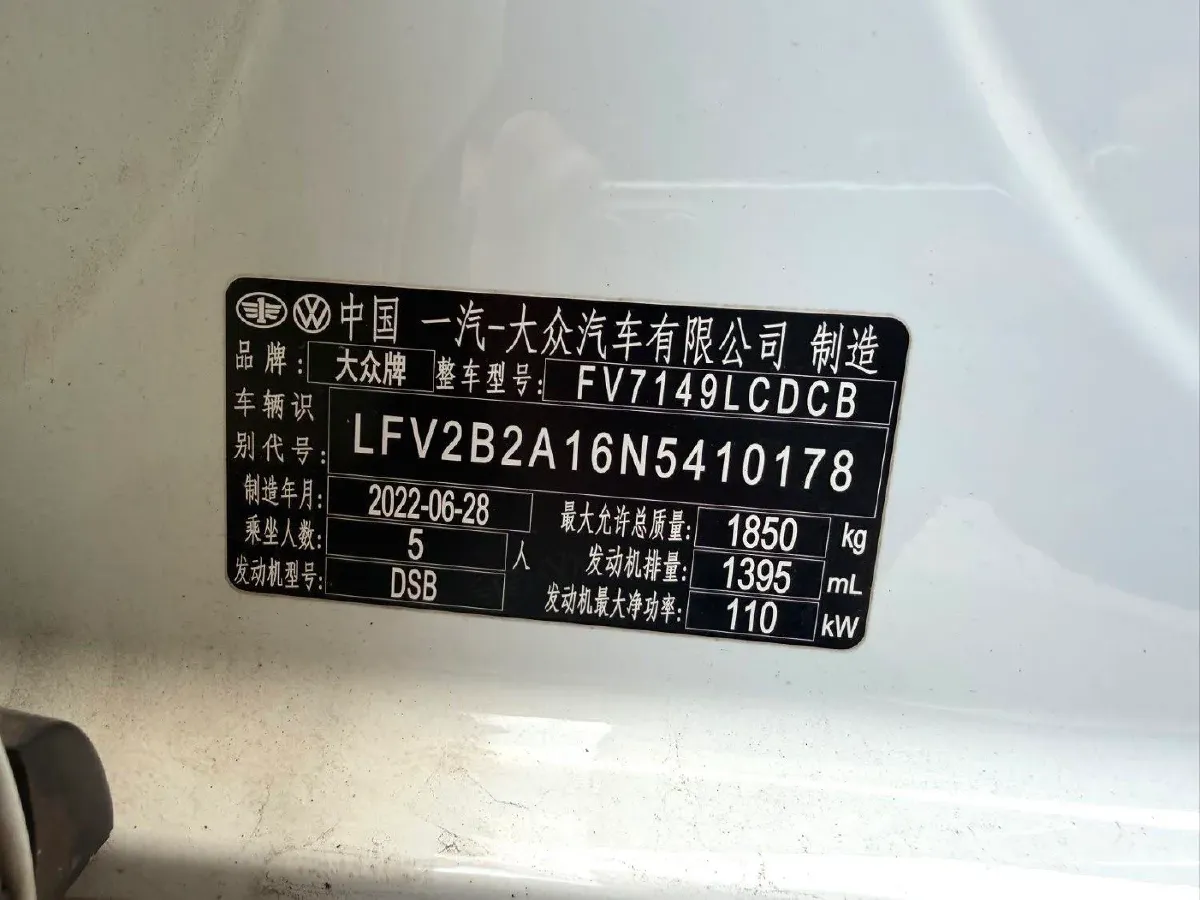 中国 一汽-大众汽车有限公司 制造
品牌: 大众牌 整车型号: FV7149LCDCB
车辆识别代号: LFV2B2A16N5410178
制造年月: 2022-06-28 最大允许总质量: 1850 kg
乘坐人数: 5 人 发动机排量: 1395 mL
发动机型号: DSB 发动机最大净功率: 110 kW